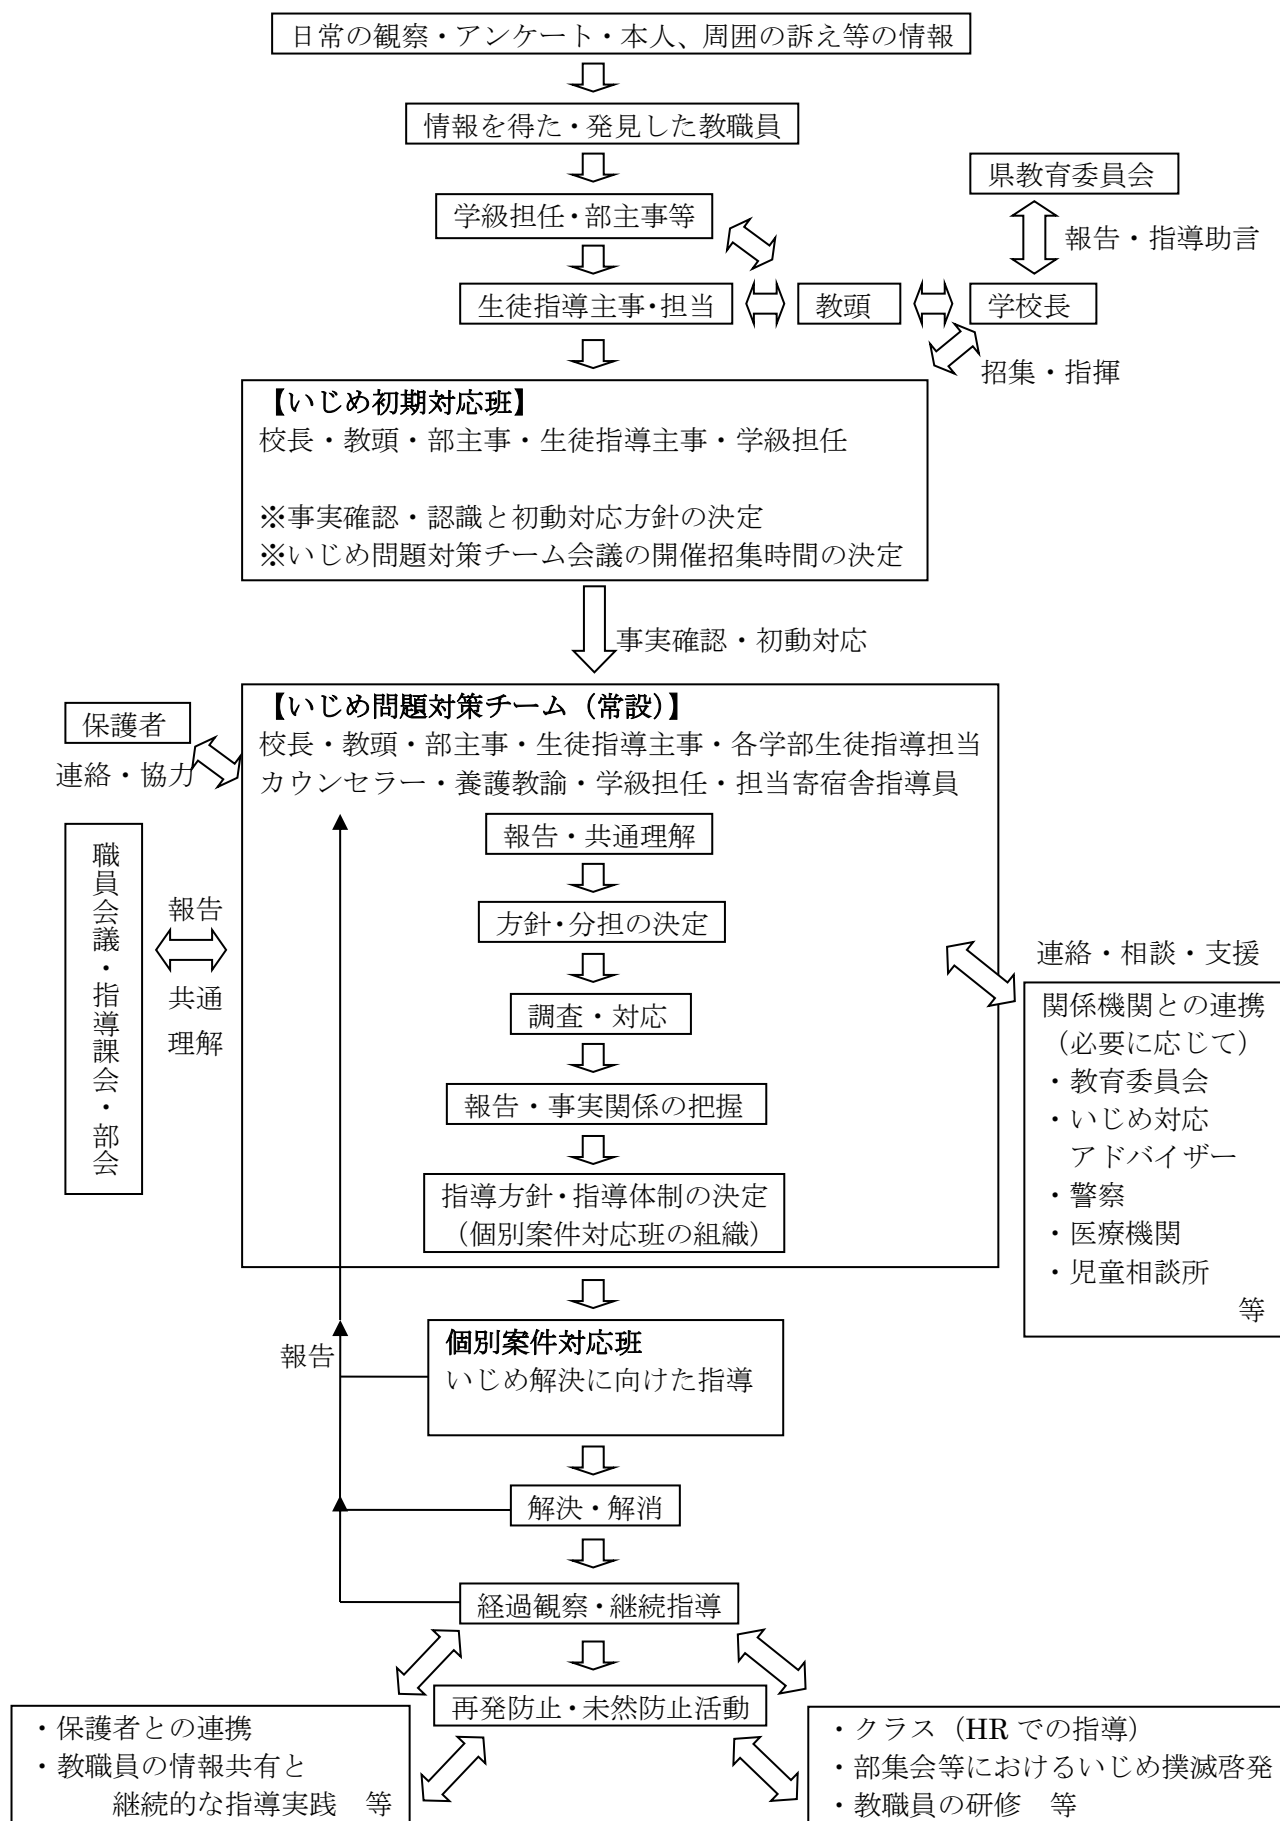 日常の観察・アンケート・本人、周囲の訴え等の情報
情報を得た・発見した教職員
県教育委員会
学級担任・部主事等
報告・指導助言
生徒指導主事・担当
教頭
学校長
招集・指揮
【いじめ初期対応班】
校長・教頭・部主事・生徒指導主事・学級担任
※事実確認・認識と初動対応方針の決定
※いじめ問題対策チーム会議の開催招集時間の決定
事実確認・初動対応
【いじめ問題対策チーム（常設）】
校長・教頭・部主事・生徒指導主事・各学部生徒指導担当
カウンセラー・養護教諭・学級担任・担当寄宿舎指導員
保護者
連絡・協力
職員会議・指導課会・部会
報告
共通
理解
報告・共通理解
方針・分担の決定
調査・対応
報告・事実関係の把握
指導方針・指導体制の決定
（個別案件対応班の組織）
連絡・相談・支援
関係機関との連携
（必要に応じて）
・教育委員会
・いじめ対応
アドバイザー
・警察
・医療機関
・児童相談所
等
報告
個別案件対応班
いじめ解決に向けた指導
解決・解消
経過観察・継続指導
再発防止・未然防止活動
・保護者との連携
・教職員の情報共有と
継続的な指導実践　等
・クラス（HR での指導）
・部集会等におけるいじめ撲滅啓発
・教職員の研修　等